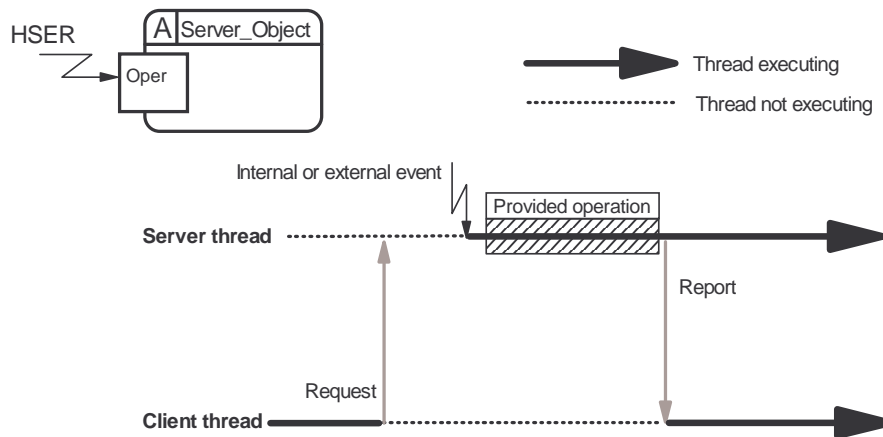 HSER
A Server_Object
Oper
Thread executing
Thread not executing
Internal or external event
Provided operation
Server thread
Report
Request
Client thread